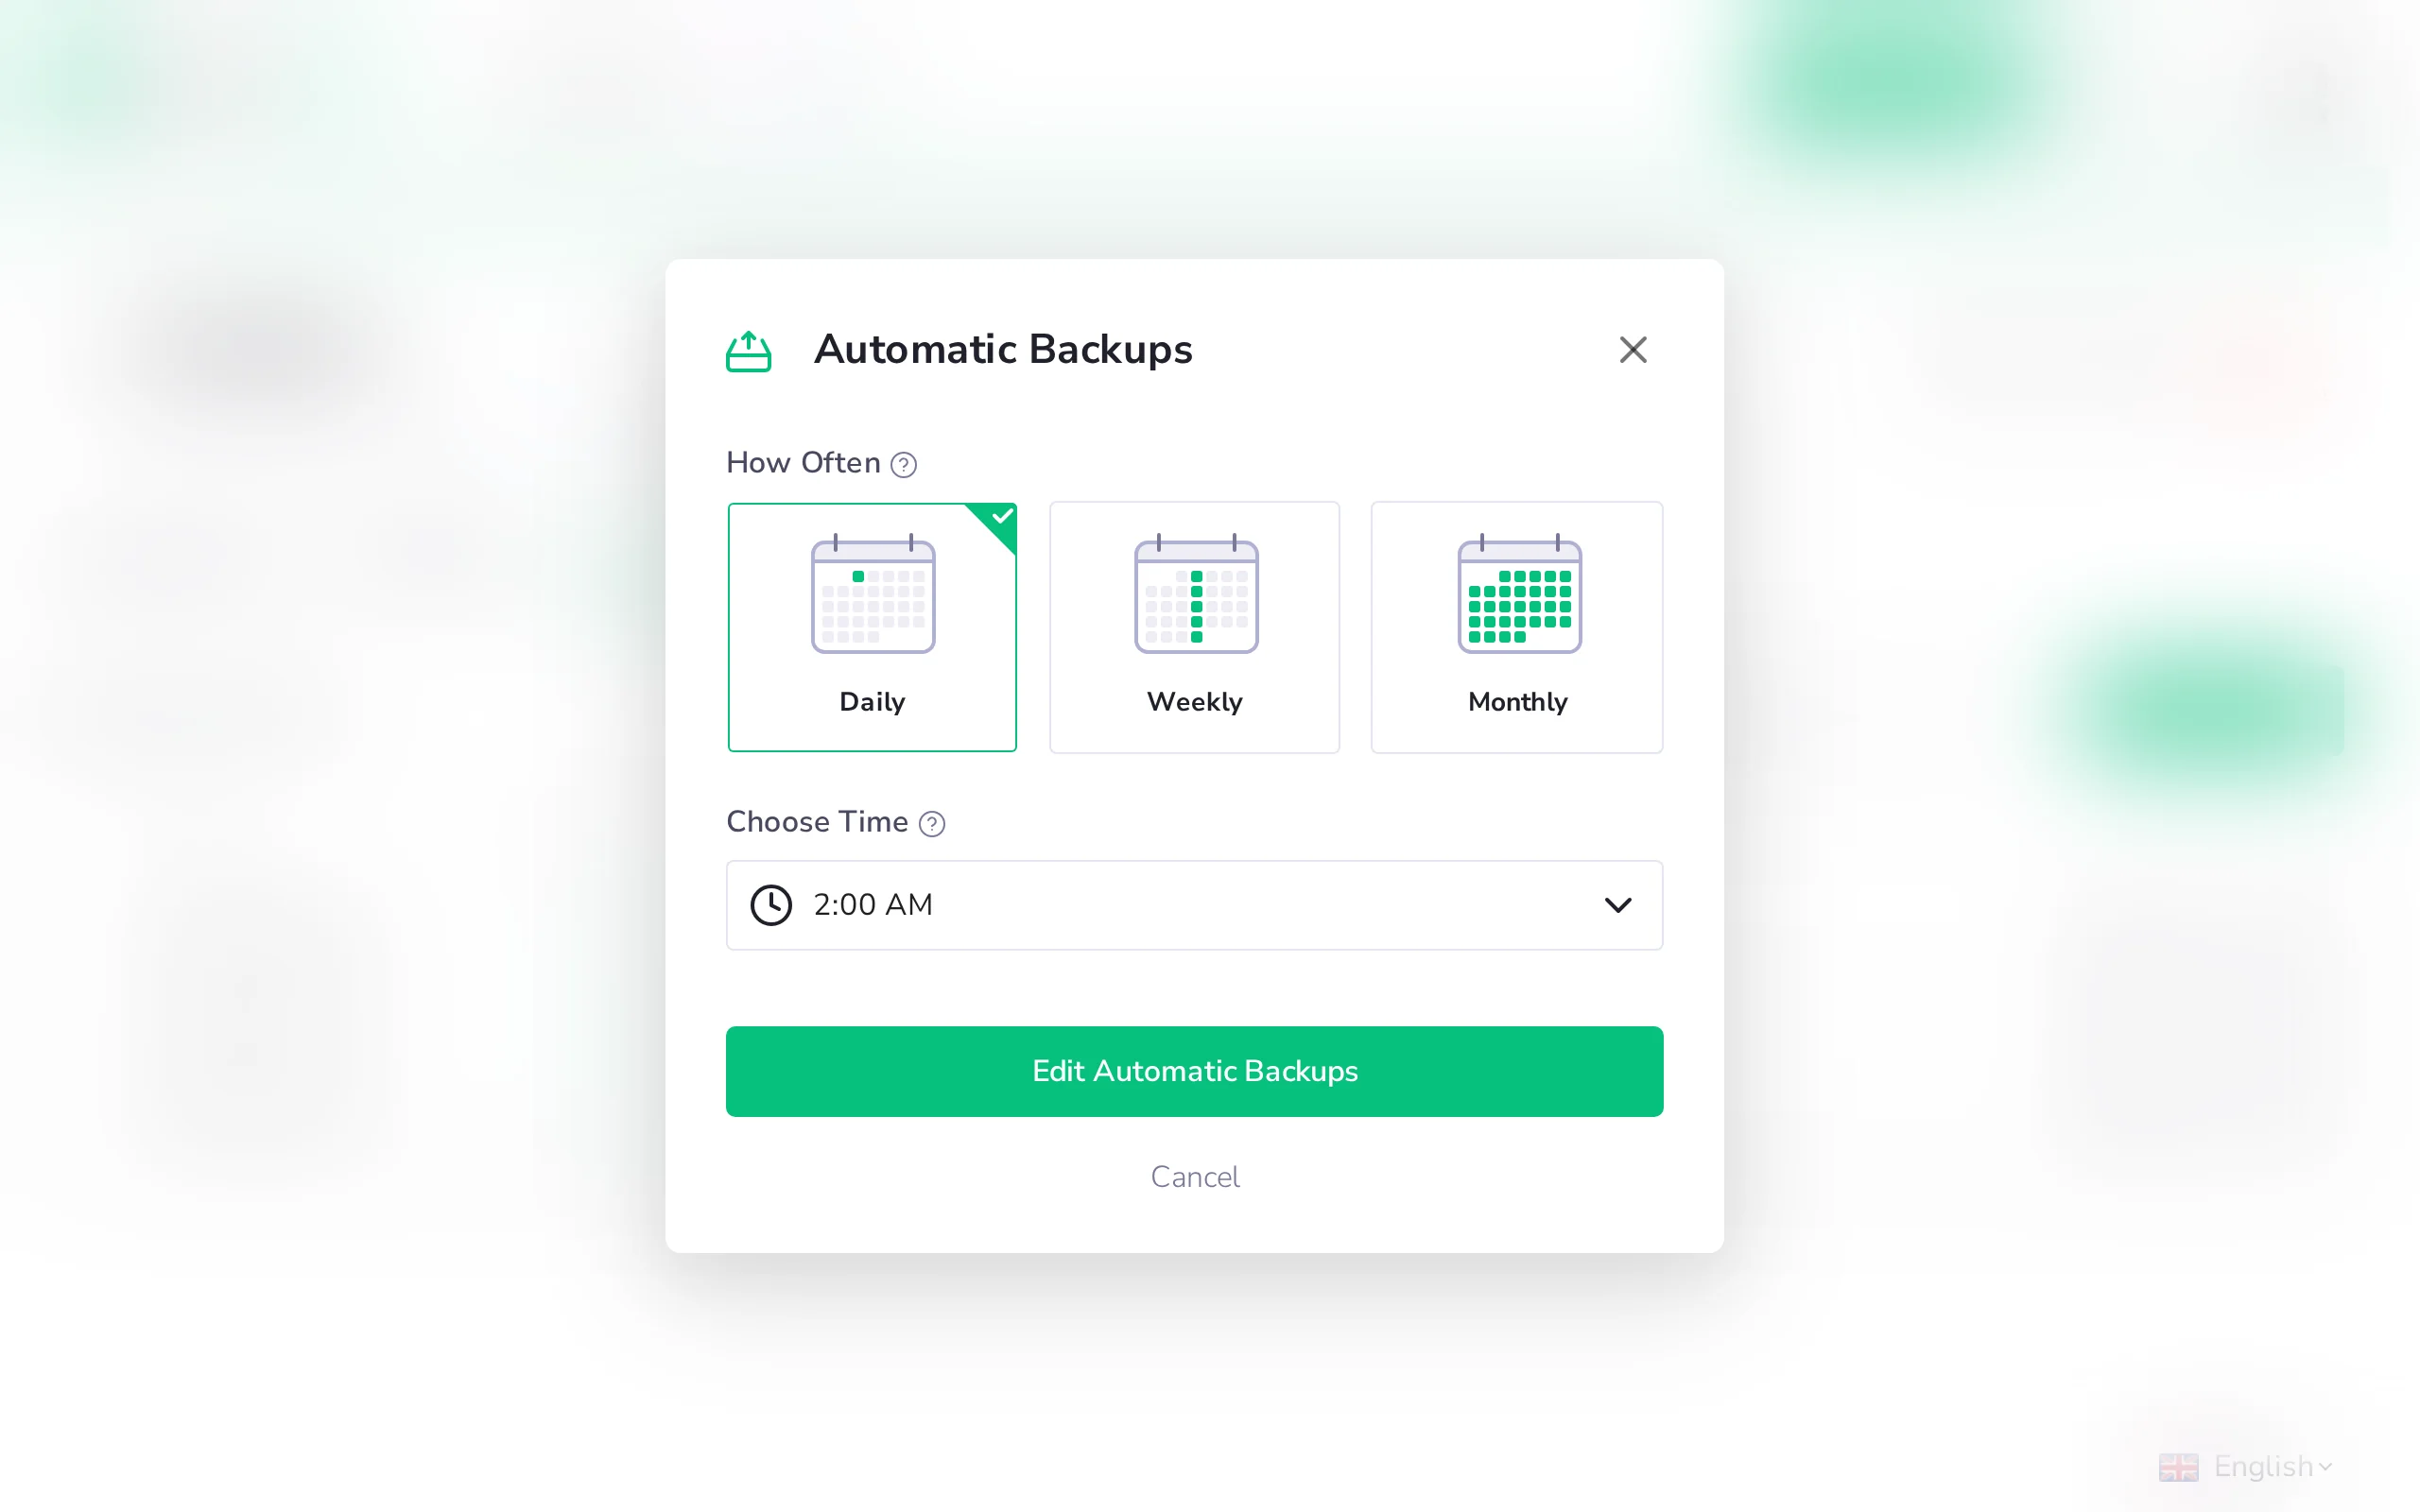 Automatic Backups
How Often
Daily
Weekly
Monthly
Choose Time
2:00 AM
Edit Automatic Backups
Cancel
English